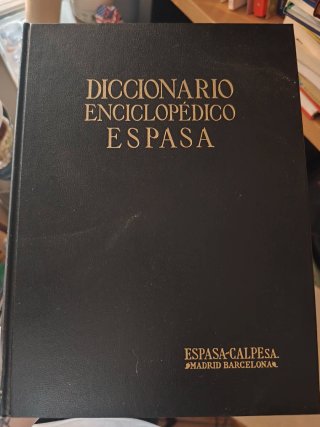 DICCIONARIO
ENCICLOPÉDICO
ESPASA
ESPASA-CALPE S.A.
MADRID BARCELONA